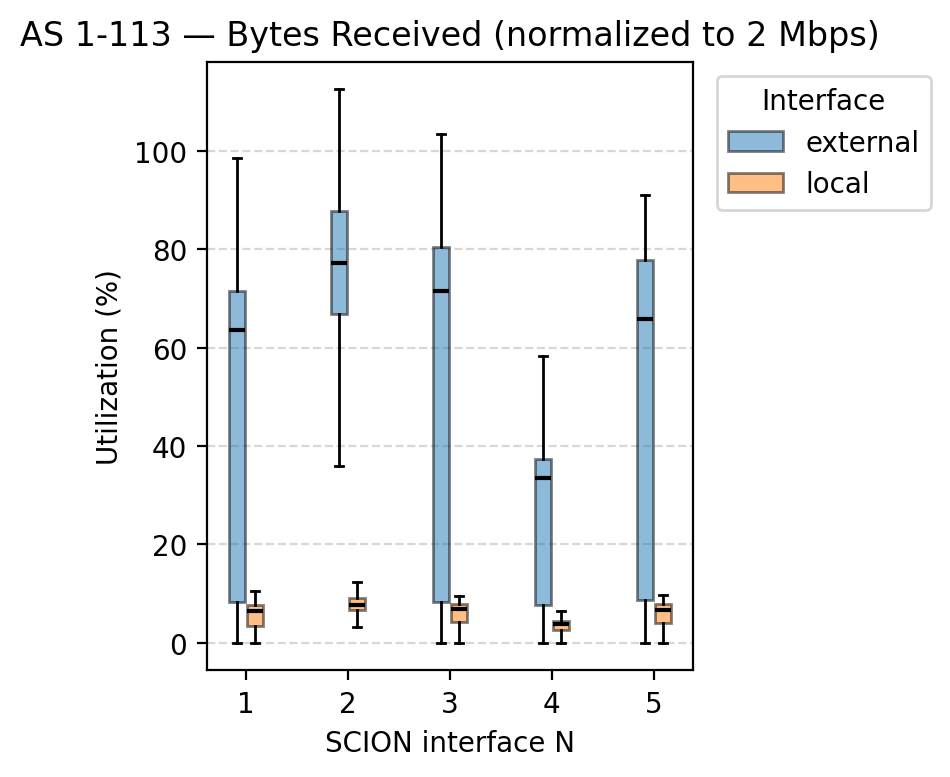 AS 1-113 — Bytes Received (normalized to 2 Mbps)
Interface
external
local
Utilization (%)
100
80
60
40
20
0
1 2 3 4 5
SCION interface N